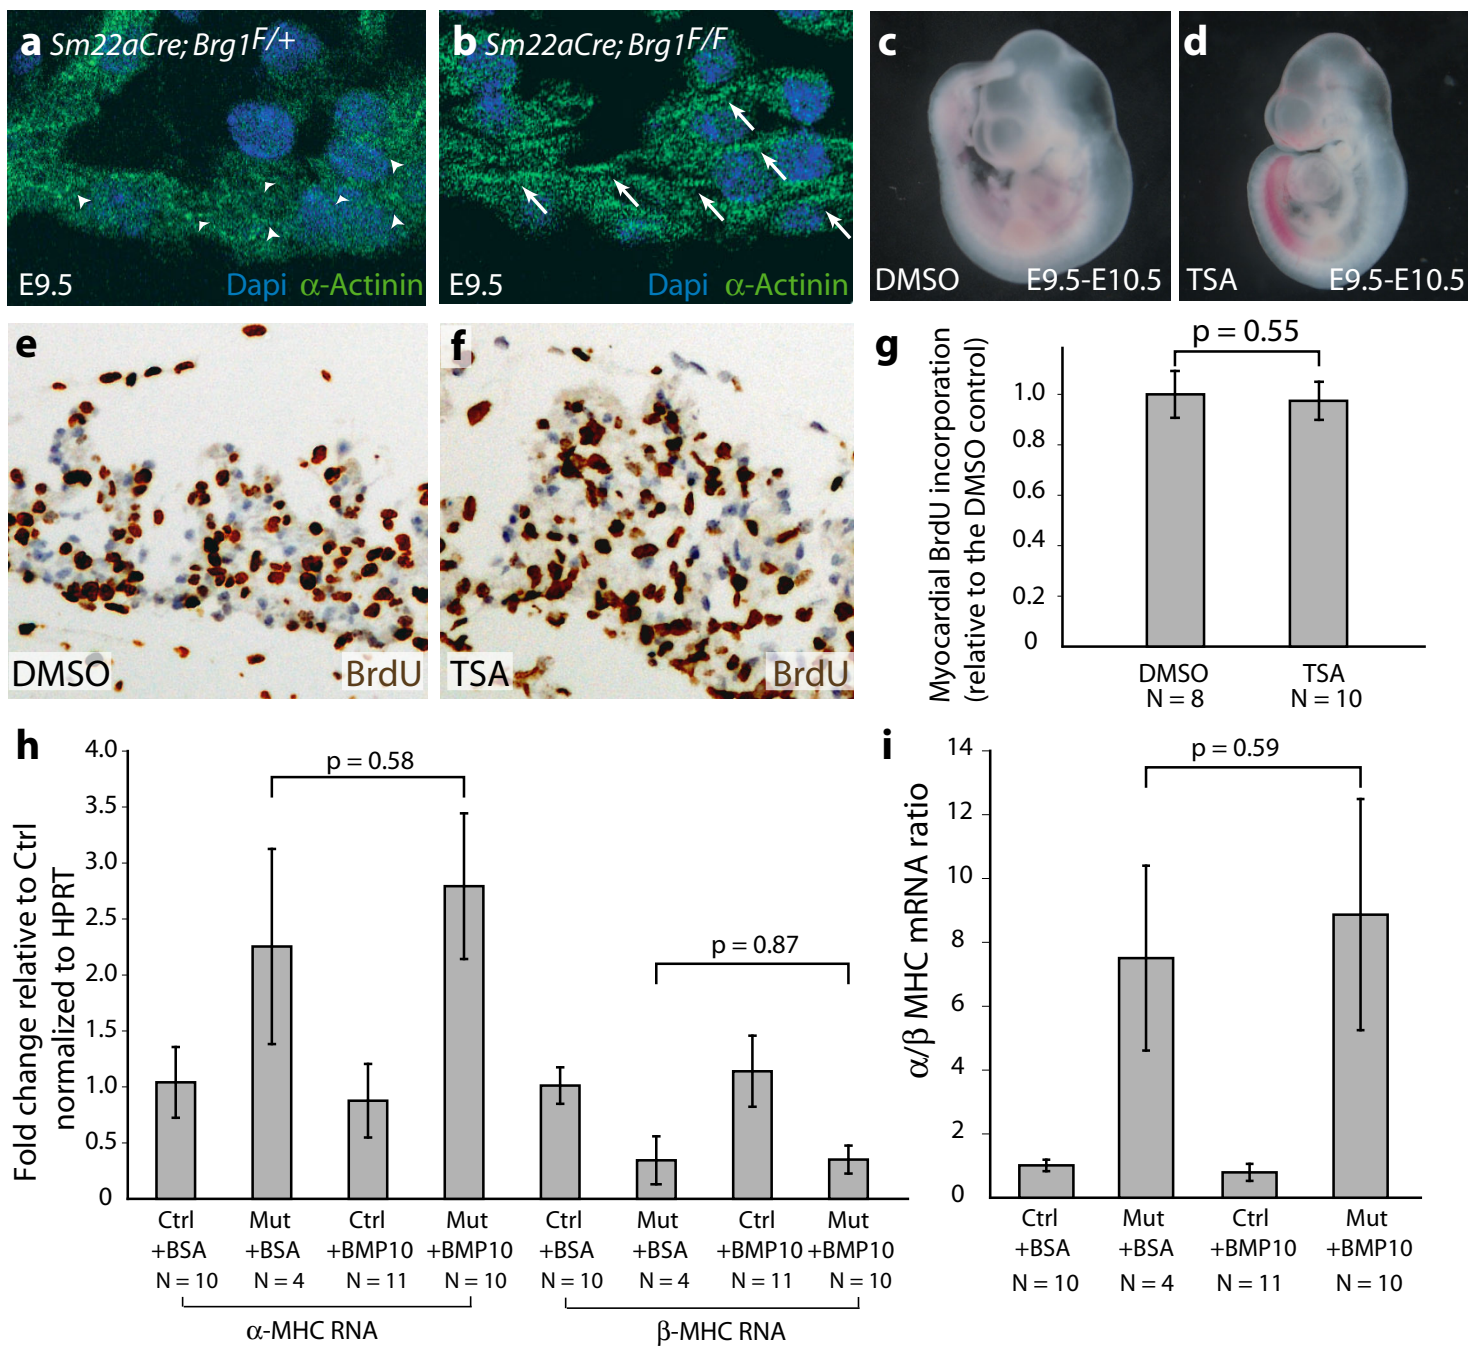 a Sm22aCre; Brg1F/+
E9.5 Dapi α-Actinin
b Sm22aCre; Brg1F/F
E9.5 Dapi α-Actinin
c
DMSO E9.5-E10.5
d
TSA E9.5-E10.5
e
DMSO BrdU
f
TSA BrdU
g
Myocardial BrdU incorporation
(relative to the DMSO control)
p = 0.55
1.0
0.8
0.6
0.4
0.2
0
DMSO TSA
N = 8 N = 10
h
Fold change relative to Ctrl
normalized to HPRT
4.0
3.5
3.0
2.5
2.0
1.5
1.0
0.5
0
p = 0.58
p = 0.87
Ctrl Mut Ctrl Mut Ctrl Mut Ctrl Mut
+BSA +BSA +BMP10 +BMP10 +BSA +BSA +BMP10 +BMP10
N = 10 N = 4 N = 11 N = 10 N = 10 N = 4 N = 11 N = 10
α-MHC RNA β-MHC RNA
i
α/β MHC mRNA ratio
14
12
10
8
6
4
2
0
p = 0.59
Ctrl Mut Ctrl Mut
+BSA +BSA +BMP10 +BMP10
N = 10 N = 4 N = 11 N = 10